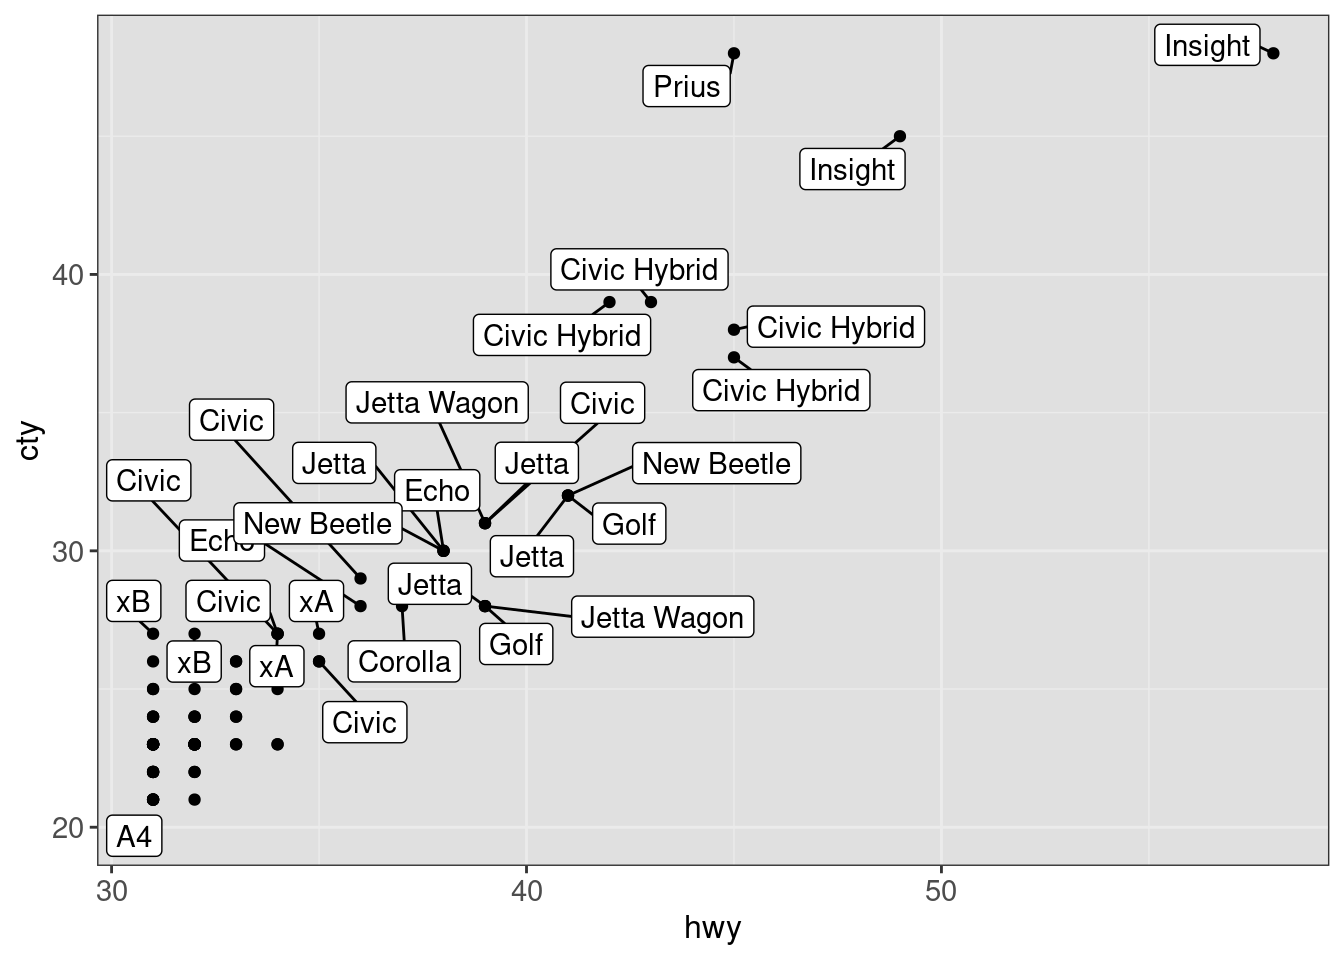 Insight
Prius
Insight
40
Civic Hybrid
Civic Hybrid
Civic Hybrid
Civic Hybrid
Jetta Wagon
Civic
Civic
cty
Jetta
Jetta
New Beetle
Civic
Echo
New Beetle
Golf
Echo
30
Jetta
Jetta
xB
Civic
xA
Jetta Wagon
Golf
xB
xA
Corolla
Civic
20
A4
30
40
50
hwy